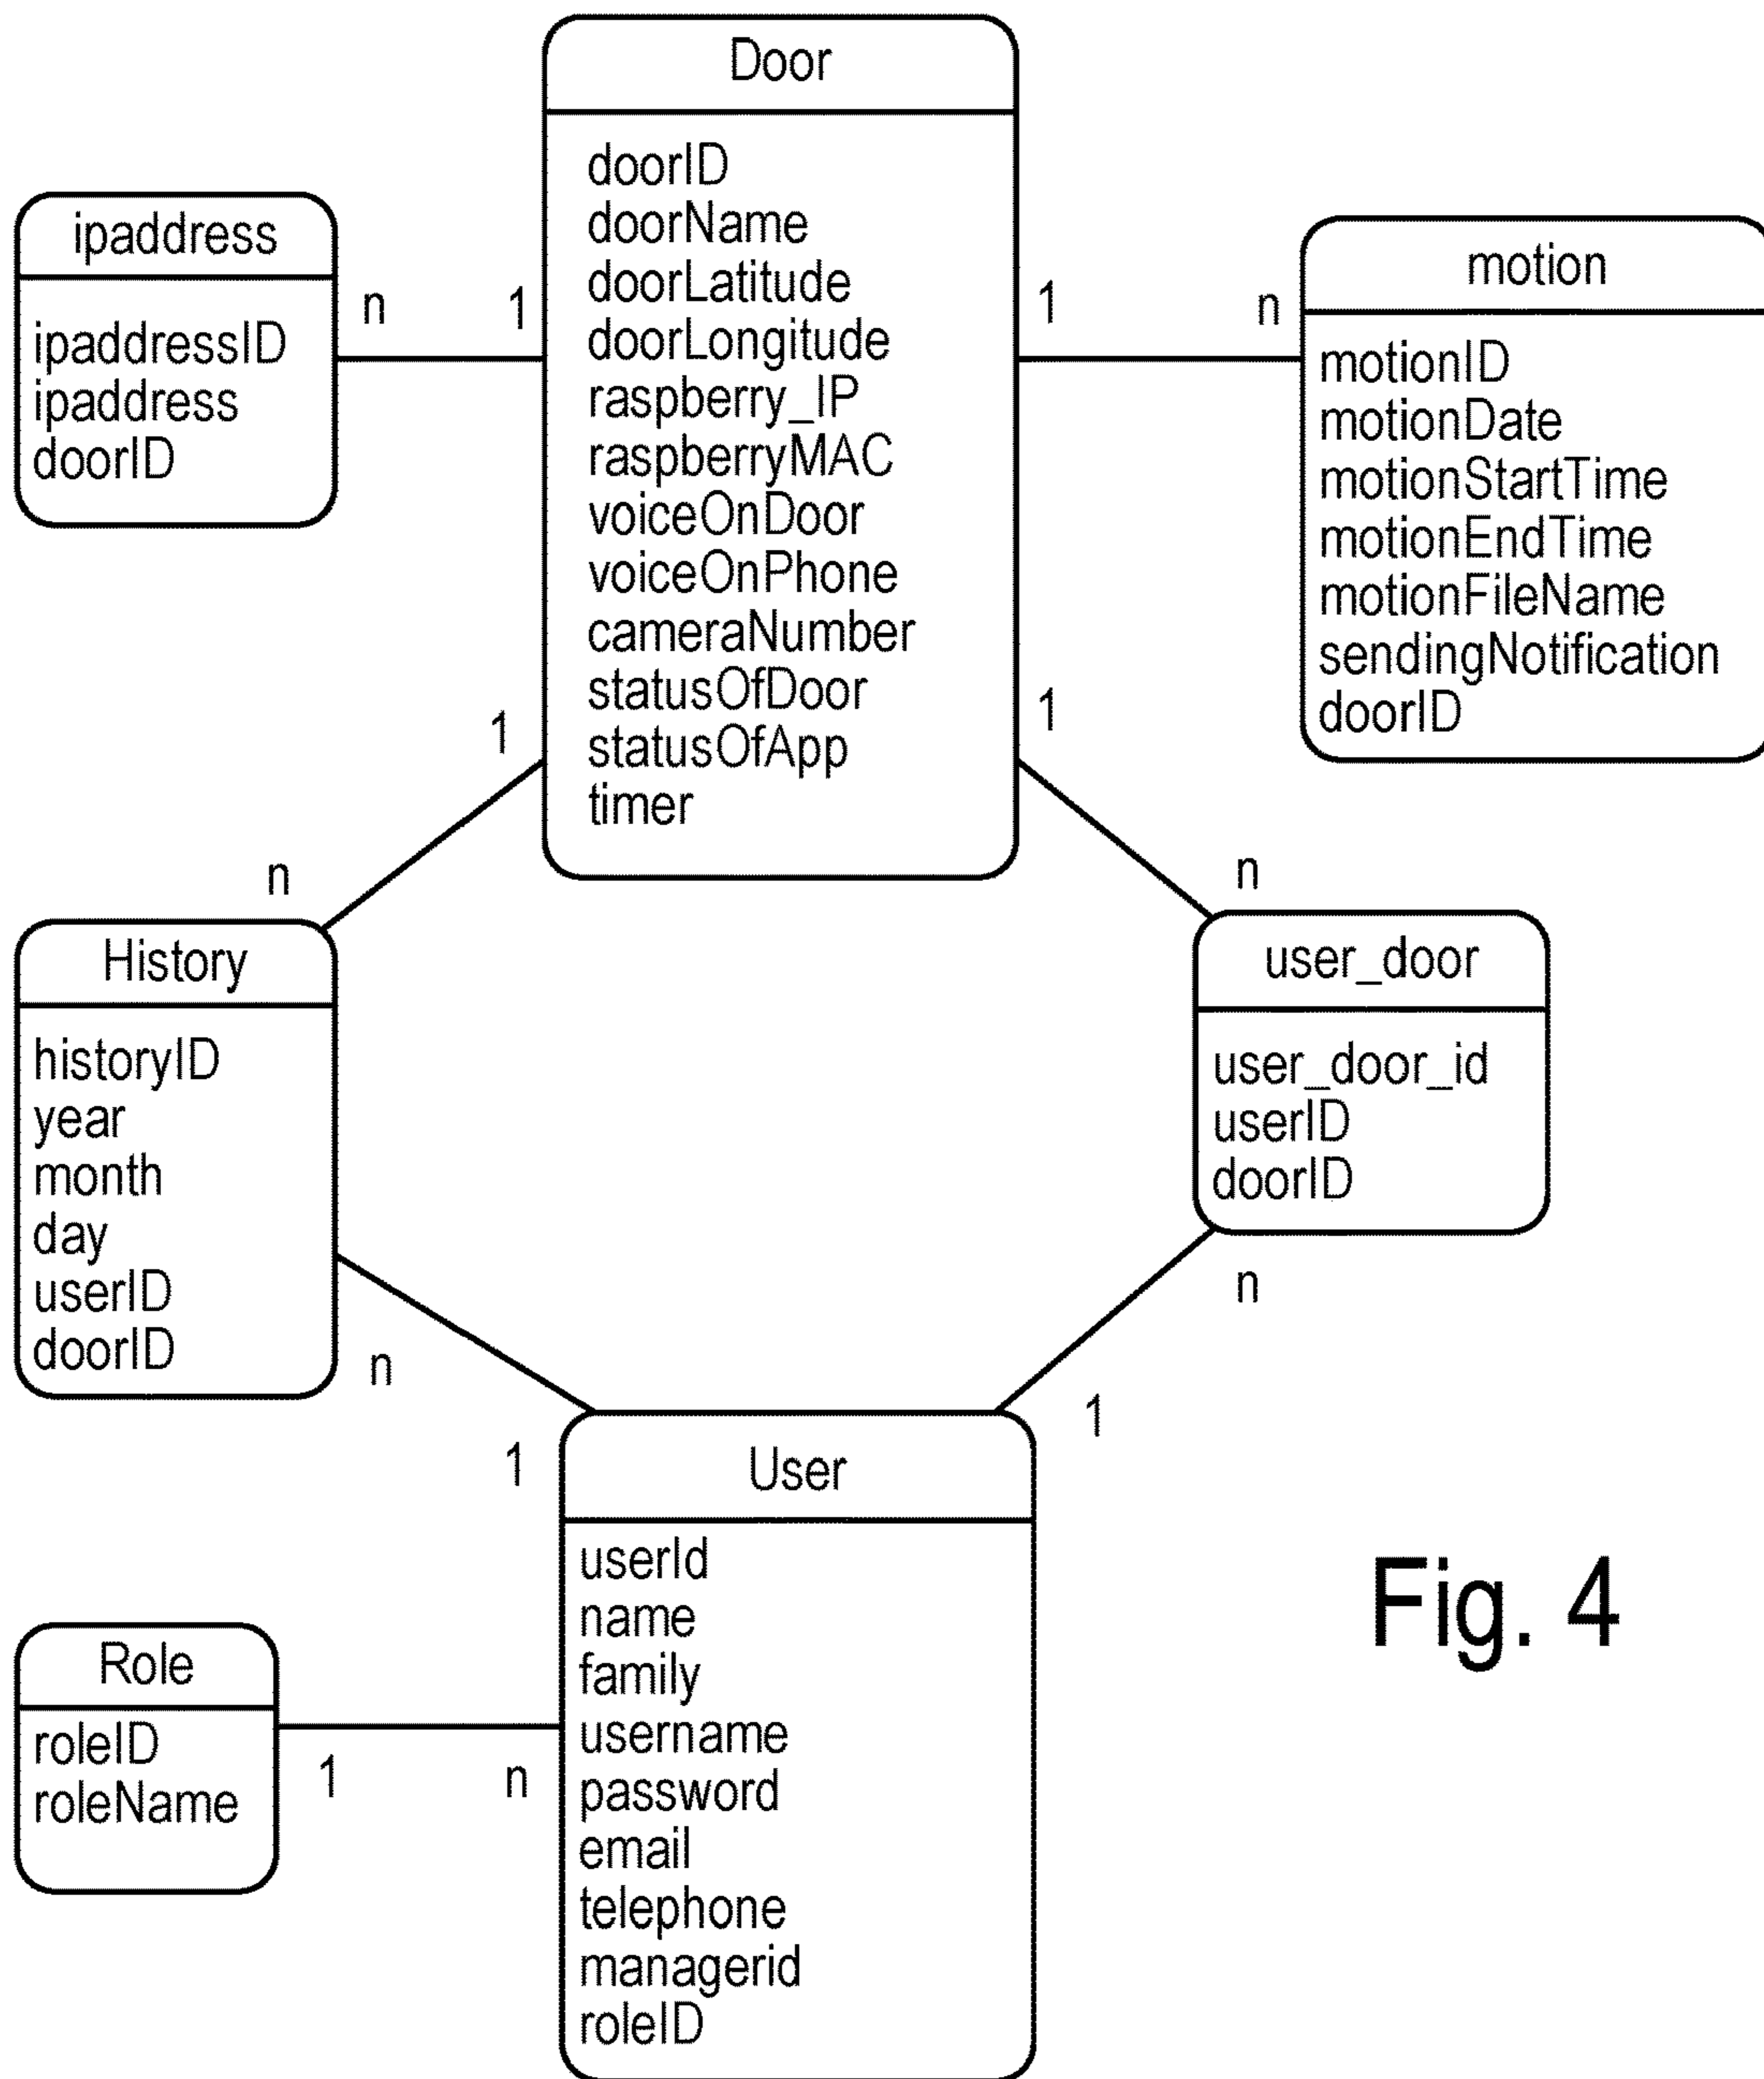 Door
doorID
doorName
doorLatitude
doorLongitude
raspberry_IP
raspberryMAC
voiceOnDoor
voiceOnPhone
cameraNumber
statusOfDoor
statusOfApp
timer
ipaddress
ipaddressID
ipaddress
doorID
n
1
1
n
motion
motionID
motionDate
motionStartTime
motionEndTime
motionFileName
sendingNotification
doorID
1
n
1
n
History
historyID
year
month
day
userID
doorID
user_door
user_door_id
userID
doorID
n
1
n
1
User
userId
name
family
username
password
email
telephone
managerid
roleID
Role
roleID
roleName
1
n
Fig. 4